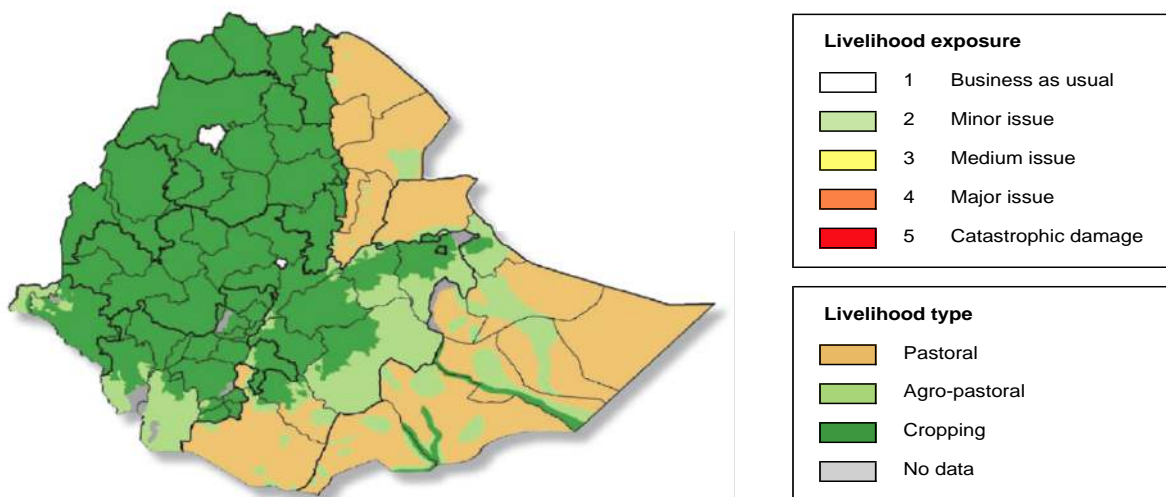 Livelihood exposure
1 Business as usual
2 Minor issue
3 Medium issue
4 Major issue
5 Catastrophic damage
Livelihood type
Pastoral
Agro-pastoral
Cropping
No data